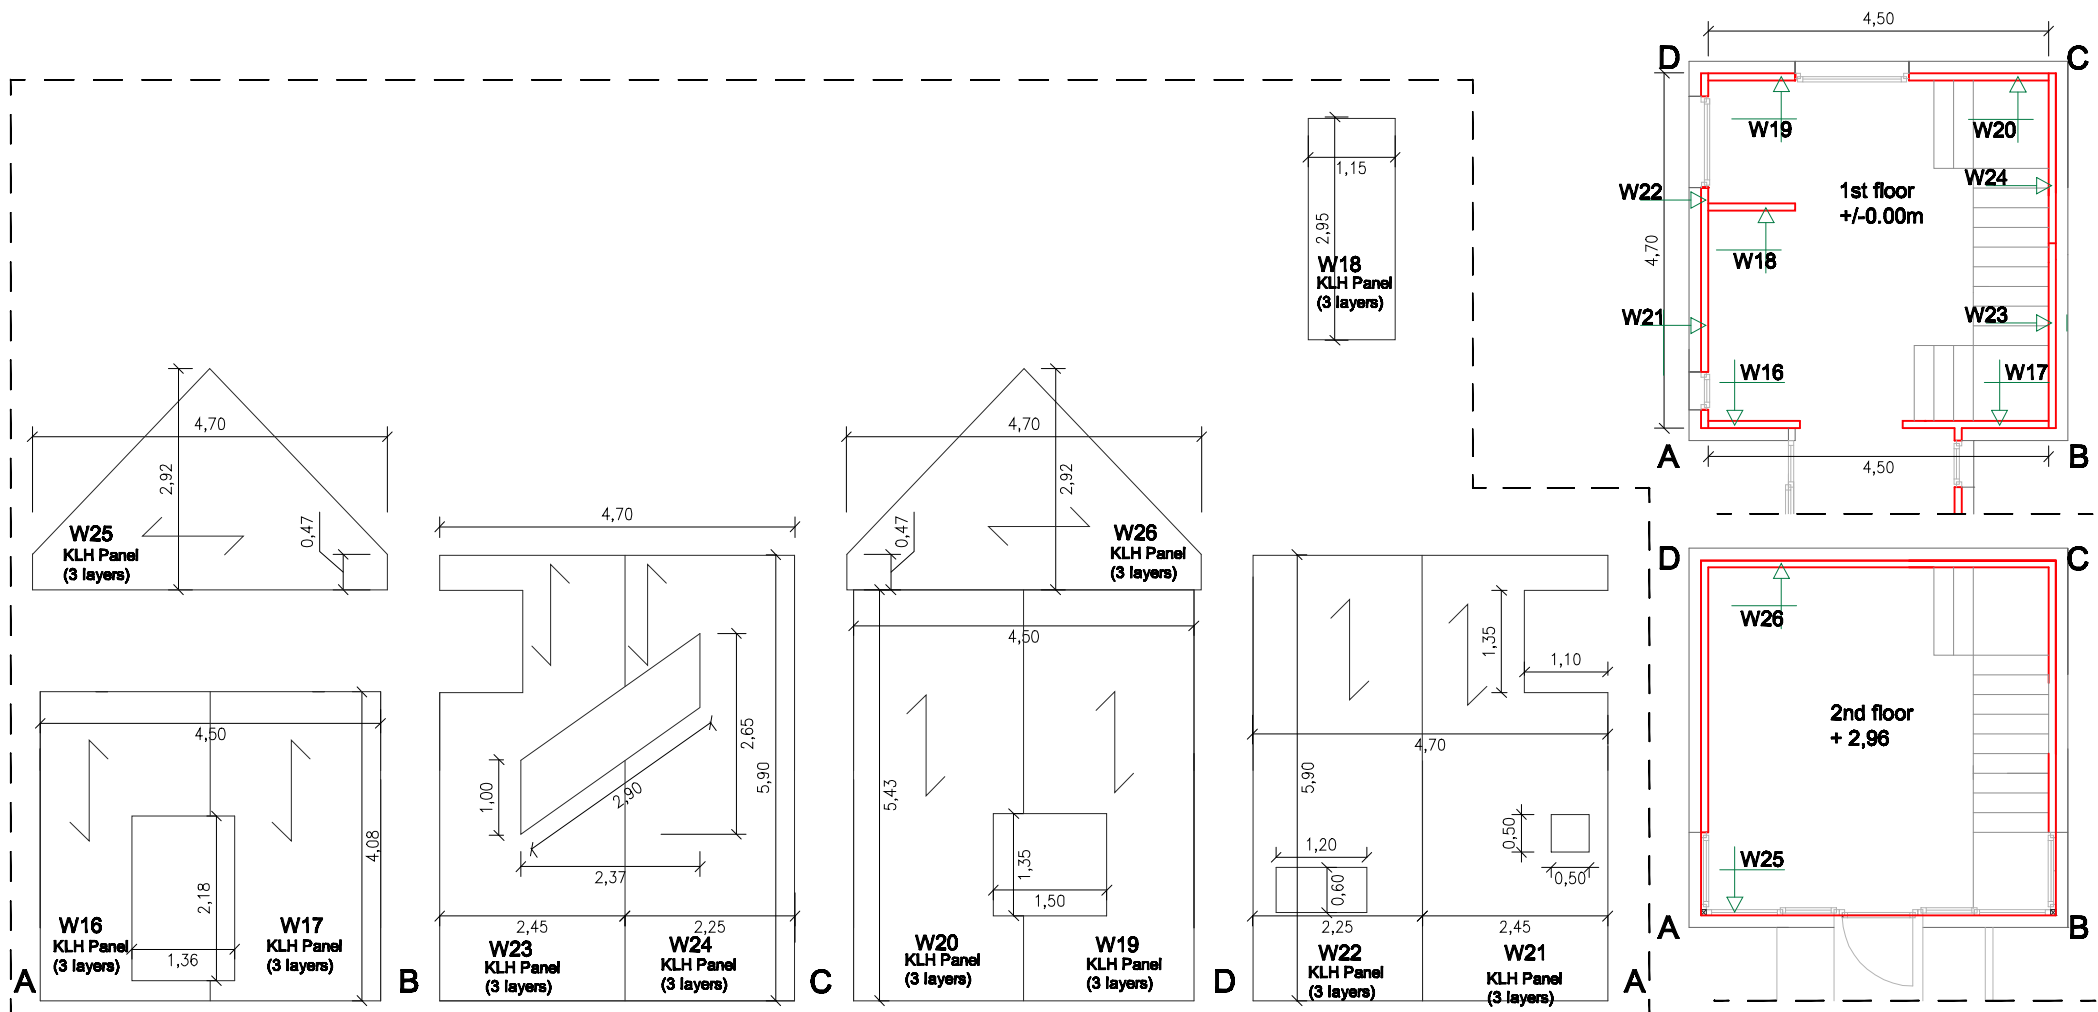 4,50
D
C
W19
W20
W22
W24
1st floor
+/-0.00m
4,70
W18
W21
W23
W16
W17
A
4,50
B
1,15
2,95
W18
KLH Panel
(3 layers)
4,70
2,92
0,47
W25
KLH Panel
(3 layers)
4,50
4,08
2,18
1,36
W16
KLH Panel
(3 layers)
W17
KLH Panel
(3 layers)
A
B
4,70
2,65
5,90
1,00
2,90
2,37
2,45
2,25
W23
KLH Panel
(3 layers)
W24
KLH Panel
(3 layers)
C
4,70
2,92
0,47
W26
KLH Panel
(3 layers)
4,50
5,43
1,35
1,50
W20
KLH Panel
(3 layers)
W19
KLH Panel
(3 layers)
D
1,35
1,10
4,70
5,90
0,50
0,50
1,20
0,60
2,25
2,45
W22
KLH Panel
(3 layers)
W21
KLH Panel
(3 layers)
A
D
C
W26
2nd floor
+ 2,96
W25
A
B